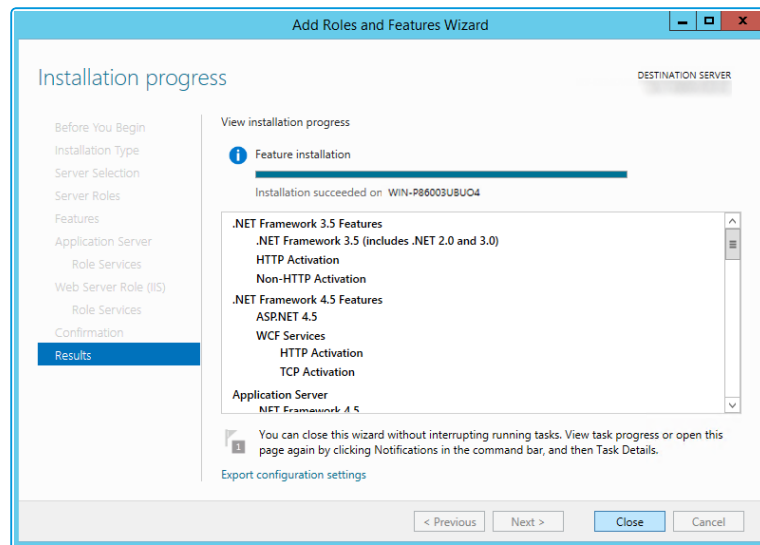 Add Roles and Features Wizard
Installation progress
DESTINATION SERVER
Before You Begin
Installation Type
Server Selection
Server Roles
Features
Application Server
Role Services
Web Server Role (IIS)
Role Services
Confirmation
Results
View installation progress
Feature installation
Installation succeeded on WIN-P86003UBUO4
.NET Framework 3.5 Features
.NET Framework 3.5 (includes .NET 2.0 and 3.0)
HTTP Activation
Non-HTTP Activation
.NET Framework 4.5 Features
ASP.NET 4.5
WCF Services
HTTP Activation
TCP Activation
Application Server
.NET Framework 4.5
1
You can close this wizard without interrupting running tasks. View task progress or open this
page again by clicking Notifications in the command bar, and then Task Details.
Export configuration settings
< Previous
Next >
Close
Cancel